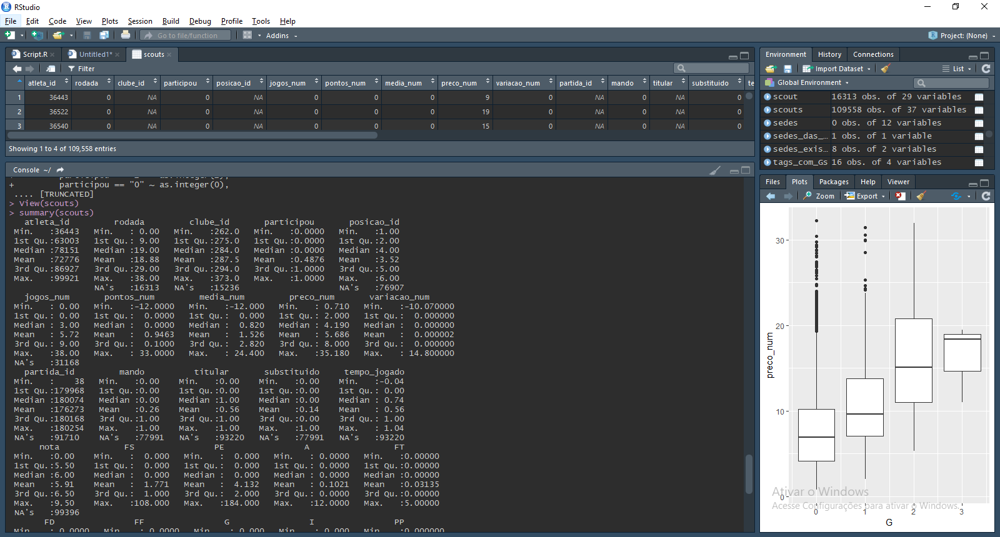 RStudio
File Edit Code View Plots Session Build Debug Profile Tools Help
Go to file/function Addins Project: (None)
Script.R Untitled1* scouts
Filter
atleta_id rodada clube_id participou posicao_id jogos_num pontos_num media_num preco_num variacao_num partida_id mando titular substituido te
1 36443 0 NA 0 NA 0 0 0 9 0 NA 0 NA 0
2 36522 0 NA 0 NA 0 0 0 19 0 NA 0 NA 0
3 36540 0 NA 0 NA 0 0 0 15 0 NA 0 NA 0
Showing 1 to 4 of 109,558 entries
Console ~/
+ participou == "0" ~ as.integer(0),
.... [TRUNCATED]
> View(scouts)
> summary(scouts)
atleta_id rodada clube_id participou posicao_id
Min. :36443 Min. : 0.00 Min. :262.0 Min. :0.0000 Min. :1.00
1st Qu.:63003 1st Qu.: 9.00 1st Qu.:275.0 1st Qu.:0.0000 1st Qu.:2.00
Median :78151 Median :19.00 Median :284.0 Median :0.0000 Median :4.00
Mean :72776 Mean :18.88 Mean :287.5 Mean :0.4876 Mean :3.52
3rd Qu.:86927 3rd Qu.:29.00 3rd Qu.:294.0 3rd Qu.:1.0000 3rd Qu.:5.00
Max. :99921 Max. :38.00 Max. :373.0 Max. :1.0000 Max. :6.00
NA's :16313 NA's :15236 NA's :76907
jogos_num pontos_num media_num preco_num variacao_num
Min. : 0.00 Min. :-12.0000 Min. :-12.000 Min. : 0.710 Min. :-10.070000
1st Qu.: 0.00 1st Qu.: 0.0000 1st Qu.: 0.000 1st Qu.: 2.000 1st Qu.: 0.000000
Median : 3.00 Median : 0.0000 Median : 0.820 Median : 4.190 Median : 0.000000
Mean : 5.72 Mean : 0.9463 Mean : 1.526 Mean : 5.686 Mean : 0.000002
3rd Qu.: 9.00 3rd Qu.: 0.1000 3rd Qu.: 2.820 3rd Qu.: 8.000 3rd Qu.: 0.000000
Max. :38.00 Max. : 33.0000 Max. : 24.400 Max. :35.180 Max. : 14.800000
NA's :31168
partida_id mando titular substituido tempo_jogado
Min. : 38 Min. :0.00 Min. :0.00 Min. :0.00 Min. :-0.04
1st Qu.:179968 1st Qu.:0.00 1st Qu.:0.00 1st Qu.:0.00 1st Qu.: 0.00
Median :180074 Median :0.00 Median :1.00 Median :0.00 Median : 0.74
Mean :176273 Mean :0.26 Mean :0.56 Mean :0.14 Mean : 0.56
3rd Qu.:180168 3rd Qu.:1.00 3rd Qu.:1.00 3rd Qu.:0.00 3rd Qu.: 1.00
Max. :180254 Max. :1.00 Max. :1.00 Max. :1.00 Max. : 1.04
NA's :91710 NA's :77991 NA's :93220 NA's :77991 NA's :93220
nota FS PE A FT
Min. :0.00 Min. : 0.000 Min. : 0.000 Min. : 0.0000 Min. :0.00000
1st Qu.:5.50 1st Qu.: 0.000 1st Qu.: 0.000 1st Qu.: 0.0000 1st Qu.:0.00000
Median :6.00 Median : 0.000 Median : 0.000 Median : 0.0000 Median :0.00000
Mean :5.91 Mean : 1.771 Mean : 4.132 Mean : 0.1021 Mean :0.03135
3rd Qu.:6.50 3rd Qu.: 1.000 3rd Qu.: 2.000 3rd Qu.: 0.0000 3rd Qu.:0.00000
Max. :9.50 Max. :108.000 Max. :184.000 Max. :12.0000 Max. :5.00000
NA's :99396
FD FF G I PP
Min. : 0.0000 Min. : 0.0000 Min. : 0.000 Min. : 0.0000 Min. :0.000000
Environment History Connections
Import Dataset List
Global Environment
scout 16313 obs. of 29 variables
scouts 109558 obs. of 37 variables
sedes 0 obs. of 12 variables
sedes_das_... 1 obs. of 1 variable
sedes_exis... 8 obs. of 2 variables
tags_com_Gs 16 obs. of 4 variables
Files Plots Packages Help Viewer
Zoom Export
30
20
10
0
preco_num
0 1 2 3
G
Ativar o Windows
Acesse Configurações para ativar o Windows.